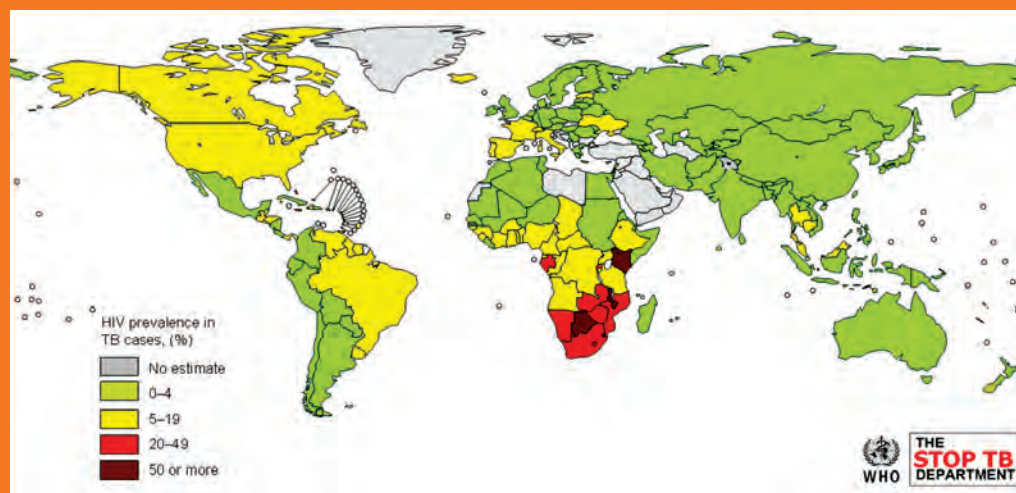 HIV prevalence in
TB cases, (%)
No estimate
0–4
5–19
20–49
50 or more
WHO
THE
STOP TB
DEPARTMENT